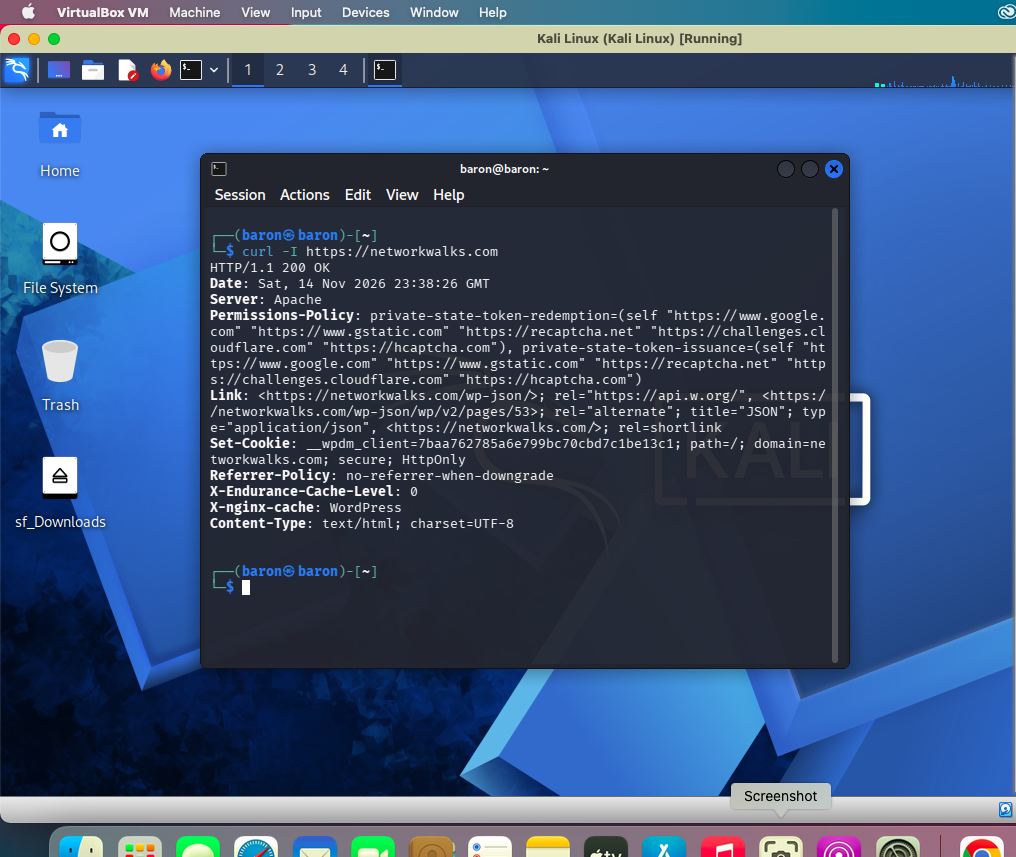 VirtualBox VM Machine View Input Devices Window Help
Kali Linux (Kali Linux) [Running]
1 2 3 4
Home
File System
Trash
sf_Downloads
baron@baron: ~
Session Actions Edit View Help
┌──(baron㉿baron)-[~]
└─$ curl -I https://networkwalks.com
HTTP/1.1 200 OK
Date: Sat, 14 Nov 2026 23:38:26 GMT
Server: Apache
Permissions-Policy: private-state-token-redemption=(self "https://www.google.
com" "https://www.gstatic.com" "https://recaptcha.net" "https://challenges.cl
oudflare.com" "https://hcaptcha.com"), private-state-token-issuance=(self "ht
tps://www.google.com" "https://www.gstatic.com" "https://recaptcha.net" "http
s://challenges.cloudflare.com" "https://hcaptcha.com")
Link: <https://networkwalks.com/wp-json/>; rel="https://api.w.org/", <https:/
/networkwalks.com/wp-json/wp/v2/pages/53>; rel="alternate"; title="JSON"; typ
e="application/json", <https://networkwalks.com/>; rel=shortlink
Set-Cookie: __wpdm_client=7baa762785a6e799bc70cbd7c1be13c1; path=/; domain=ne
tworkwalks.com; secure; HttpOnly
Referrer-Policy: no-referrer-when-downgrade
X-Endurance-Cache-Level: 0
X-nginx-cache: WordPress
Content-Type: text/html; charset=UTF-8
┌──(baron㉿baron)-[~]
└─$
KALI
Screenshot
tv